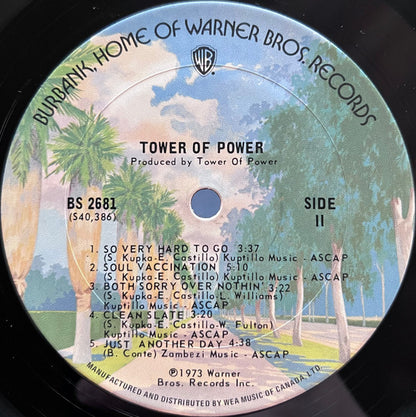 BURBANK, HOME OF WARNER BROS. RECORDS
WB
TOWER OF POWER
Produced by Tower Of Power
BS 2681
(S40,386)
SIDE
II
1. SO VERY HARD TO GO 3:37
(S. Kupka-E. Castillo) Kuptillo Music - ASCAP
2. SOUL VACCINATION 5:10
(S. Kupka-E. Castillo) Kuptillo Music - ASCAP
3. BOTH SORRY OVER NOTHIN' 3:22
(S. Kupka-E. Castillo-L. Williams)
Kuptillo Music - ASCAP
4. CLEAN SLATE 3:20
(S. Kupka-E. Castillo-W. Fulton)
Kuptillo Music - ASCAP
5. JUST ANOTHER DAY 4:38
(B. Conte) Zambezi Music - ASCAP
℗1973 Warner
Bros. Records Inc.
MANUFACTURED AND DISTRIBUTED BY WEA MUSIC OF CANADA, LTD.